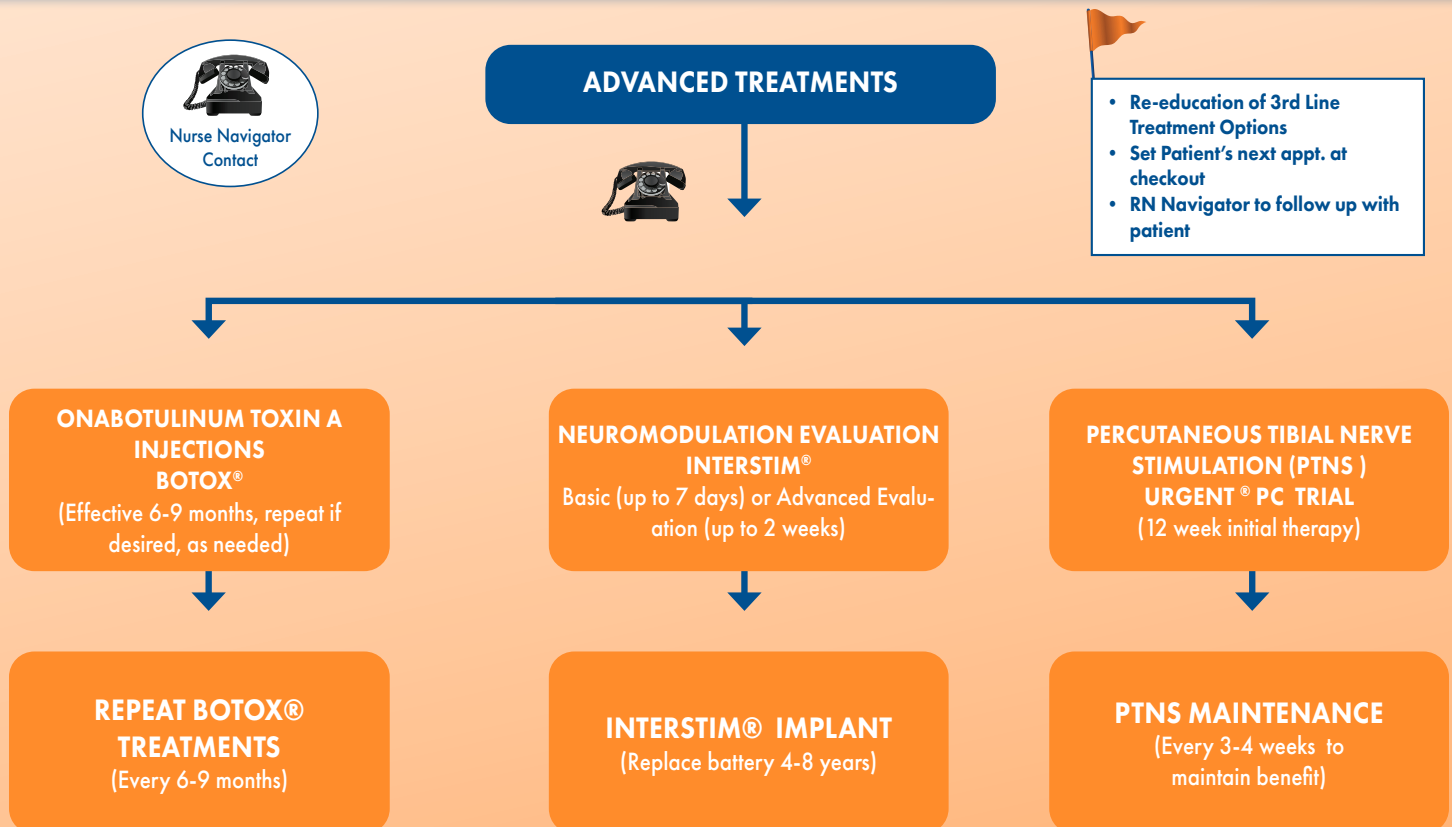 Nurse Navigator
Contact
ADVANCED TREATMENTS
• Re-education of 3rd Line
Treatment Options
• Set Patient's next appt. at
checkout
• RN Navigator to follow up with
patient
ONABOTULINUM TOXIN A
INJECTIONS
BOTOX®
(Effective 6-9 months, repeat if
desired, as needed)
NEUROMODULATION EVALUATION
INTERSTIM®
Basic (up to 7 days) or Advanced Evalu-
ation (up to 2 weeks)
PERCUTANEOUS TIBIAL NERVE
STIMULATION (PTNS )
URGENT ® PC TRIAL
(12 week initial therapy)
REPEAT BOTOX®
TREATMENTS
(Every 6-9 months)
INTERSTIM® IMPLANT
(Replace battery 4-8 years)
PTNS MAINTENANCE
(Every 3-4 weeks to
maintain benefit)